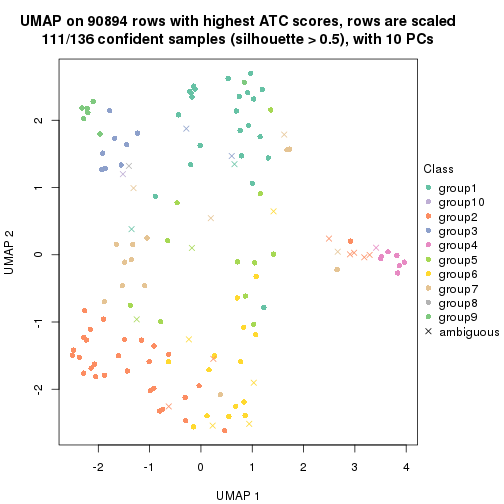 UMAP on 90894 rows with highest ATC scores, rows are scaled
111/136 confident samples (silhouette > 0.5), with 10 PCs
UMAP 2
2
1
0
-1
-2
-2
-1
0
1
2
3
4
UMAP 1
Class
group1
group10
group2
group3
group4
group5
group6
group7
group8
group9
ambiguous